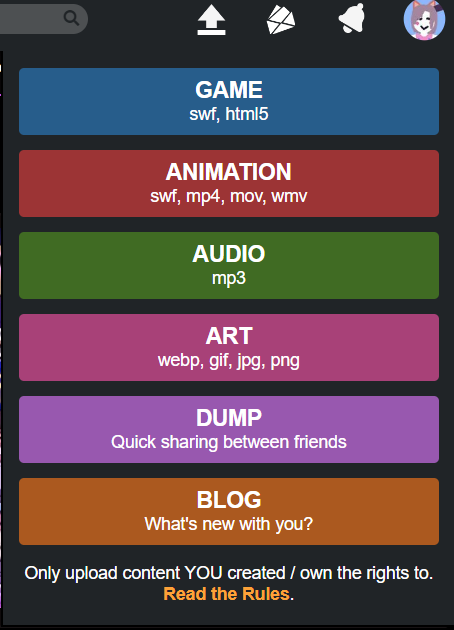 GAME
swf, html5
ANIMATION
swf, mp4, mov, wmv
AUDIO
mp3
ART
webp, gif, jpg, png
DUMP
Quick sharing between friends
BLOG
What's new with you?
Only upload content YOU created / own the rights to.
Read the Rules.